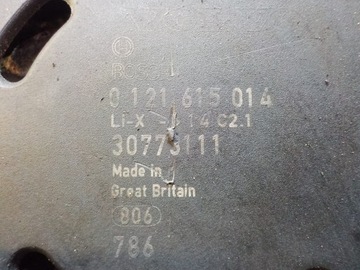 0 121 615 014
Li-X 14 C2.1
30773111
Made in
Great Britain
806
786